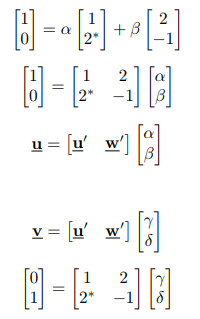 [1 0] = α [1 2*] + β [2 −1]
[1 0] = [1 2 2* −1] [α β]
u = [u′ w′] [α β]
v = [u′ w′] [γ δ]
[0 1] = [1 2 2* −1] [γ δ]